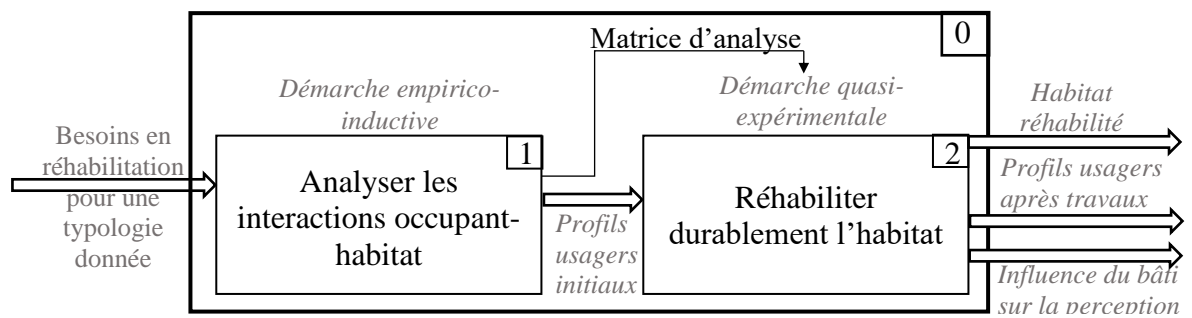 0
Matrice d'analyse
Démarche empirico-
inductive
Démarche quasi-
expérimentale
Besoins en
réhabilitation
pour une
typologie
donnée
1
Analyser les
interactions occupant-
habitat
Profils
usagers
initiaux
2
Réhabiliter
durablement l'habitat
Habitat
réhabilité
Profils usagers
après travaux
Influence du bâti
sur la perception